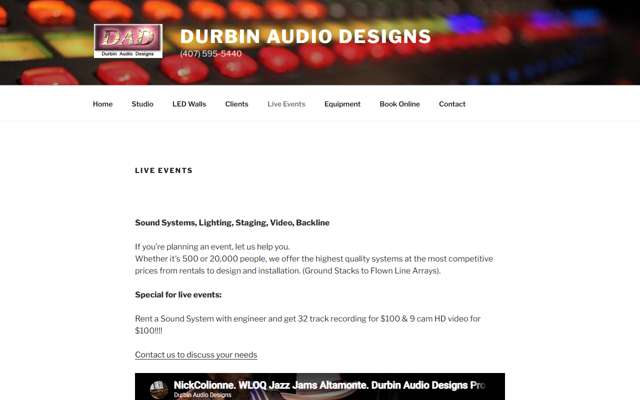 DAD
Durbin Audio Designs
DURBIN AUDIO DESIGNS
(407) 595-5440
Home Studio LED Walls Clients Live Events Equipment Book Online Contact
LIVE EVENTS
Sound Systems, Lighting, Staging, Video, Backline
If you're planning an event, let us help you.
Whether it's 500 or 20,000 people, we offer the highest quality systems at the most competitive
prices from rentals to design and installation. (Ground Stacks to Flown Line Arrays).
Special for live events:
Rent a Sound System with engineer and get 32 track recording for $100 & 9 cam HD video for
$100!!!!
Contact us to discuss your needs
NickColionne. WLOQ Jazz Jams Altamonte. Durbin Audio Designs Pro
Durbin Audio Designs